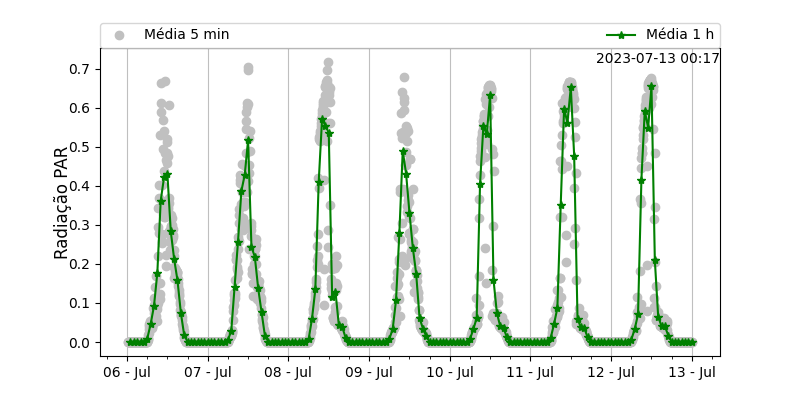 Média 5 min
Média 1 h
2023-07-13 00:17
Radiação PAR
0.7
0.6
0.5
0.4
0.3
0.2
0.1
0.0
06 - Jul
07 - Jul
08 - Jul
09 - Jul
10 - Jul
11 - Jul
12 - Jul
13 - Jul